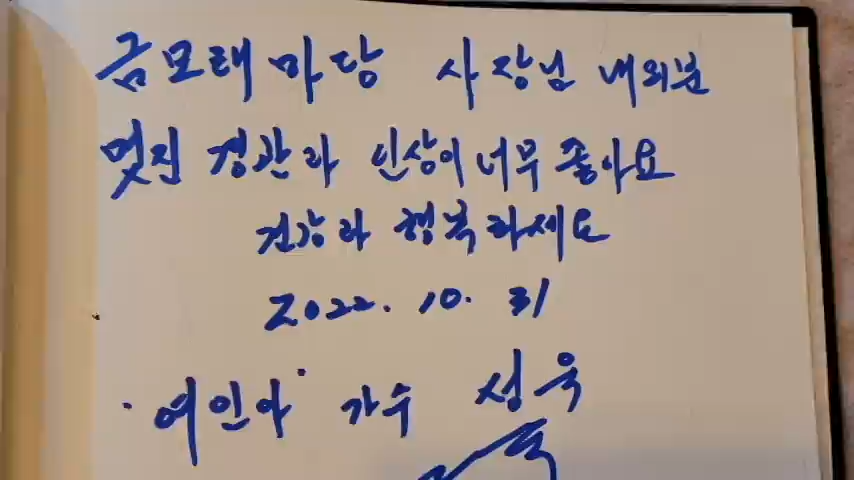 금모래 마당 사장님 내외분
멋진 경관과 인상이 너무 좋아요
건강과 행복하세요
2022. 10. 31
'여인아' 가수 성욱